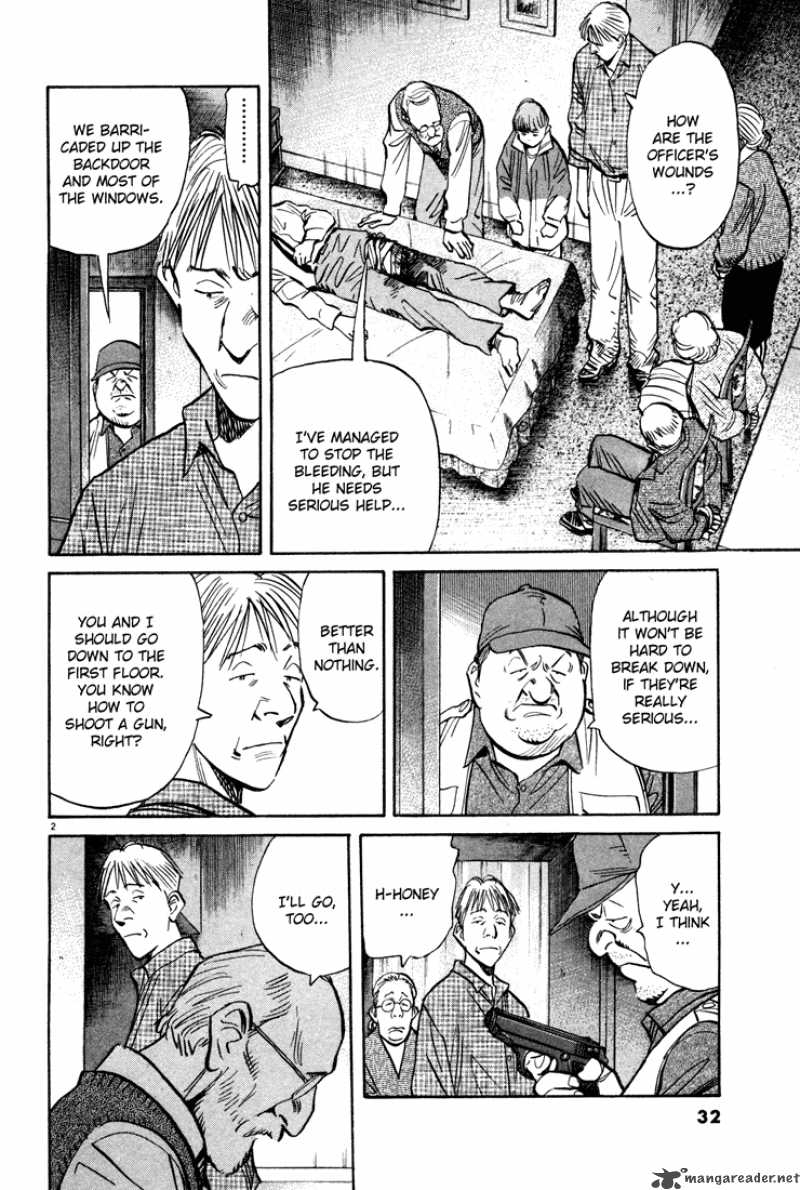 HOW
ARE THE
OFFICER'S
WOUNDS
...?
I'VE MANAGED
TO STOP THE
BLEEDING, BUT
HE NEEDS
SERIOUS HELP...
.........
WE BARRI-
CADED UP THE
BACKDOOR
AND MOST OF
THE WINDOWS.
ALTHOUGH
IT WON'T BE
HARD TO
BREAK DOWN,
IF THEY'RE
REALLY
SERIOUS...
BETTER
THAN
NOTHING.
YOU AND I
SHOULD GO
DOWN TO THE
FIRST FLOOR.
YOU KNOW
HOW TO
SHOOT A GUN,
RIGHT?
2
Y...
YEAH,
I THINK
...
H-HONEY
...
I'LL GO,
TOO...
32
mangareader.net